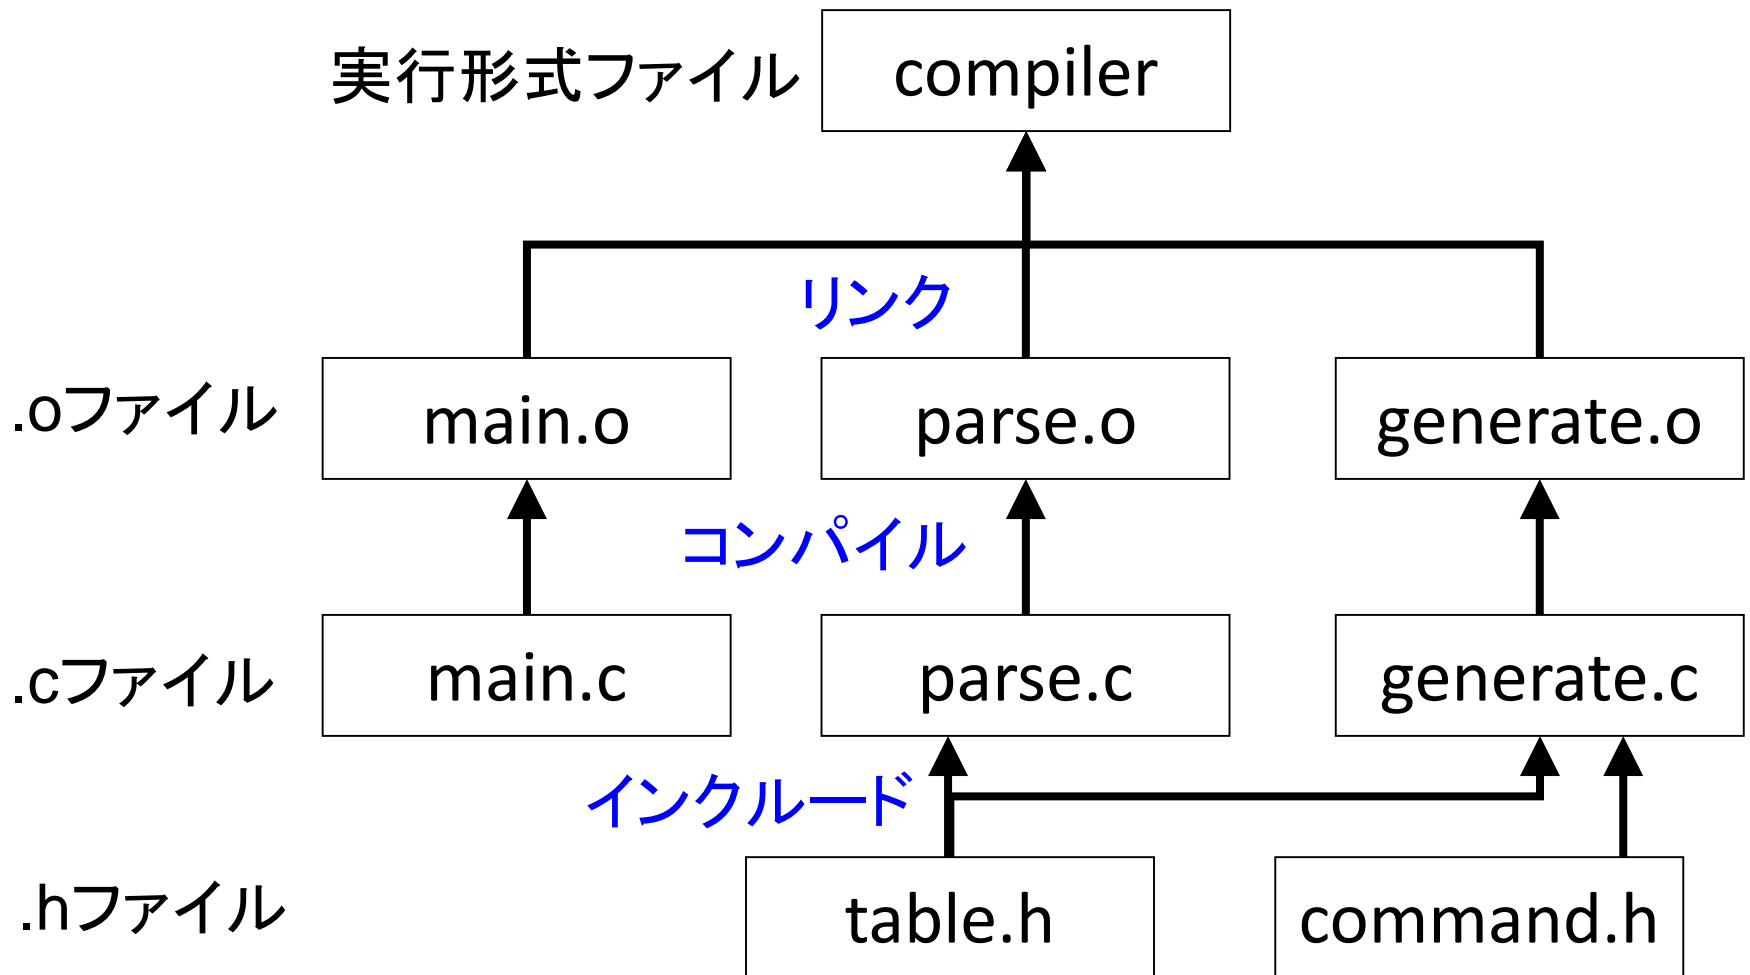 実行形式ファイル
compiler
リンク
.oファイル
main.o
parse.o
generate.o
コンパイル
.cファイル
main.c
parse.c
generate.c
インクルード
.hファイル
table.h
command.h